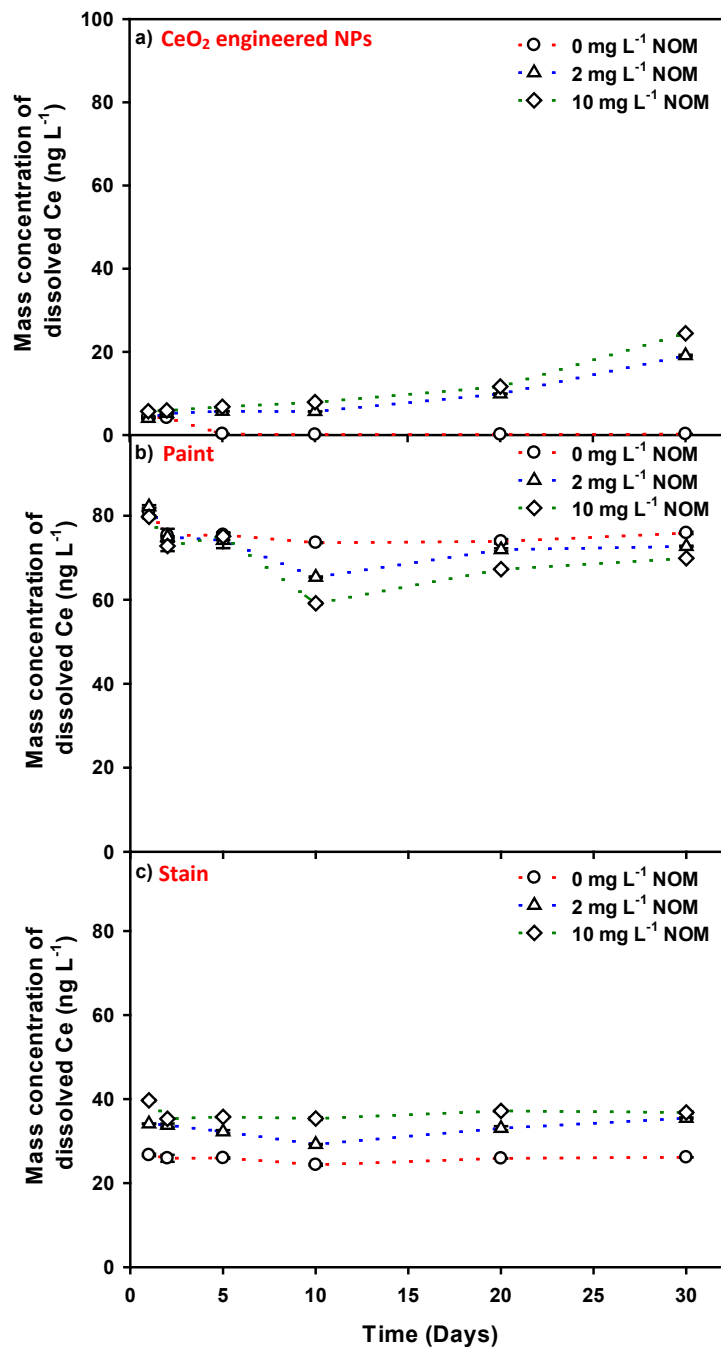 a) CeO₂ engineered NPs
0 mg L⁻¹ NOM
2 mg L⁻¹ NOM
10 mg L⁻¹ NOM
Mass concentration of
dissolved Ce (ng L⁻¹)
100
80
60
40
20
0
b) Paint
0 mg L⁻¹ NOM
2 mg L⁻¹ NOM
10 mg L⁻¹ NOM
Mass concentration of
dissolved Ce (ng L⁻¹)
80
60
40
20
0
c) Stain
0 mg L⁻¹ NOM
2 mg L⁻¹ NOM
10 mg L⁻¹ NOM
Mass concentration of
dissolved Ce (ng L⁻¹)
80
60
40
20
0
0 5 10 15 20 25 30
Time (Days)